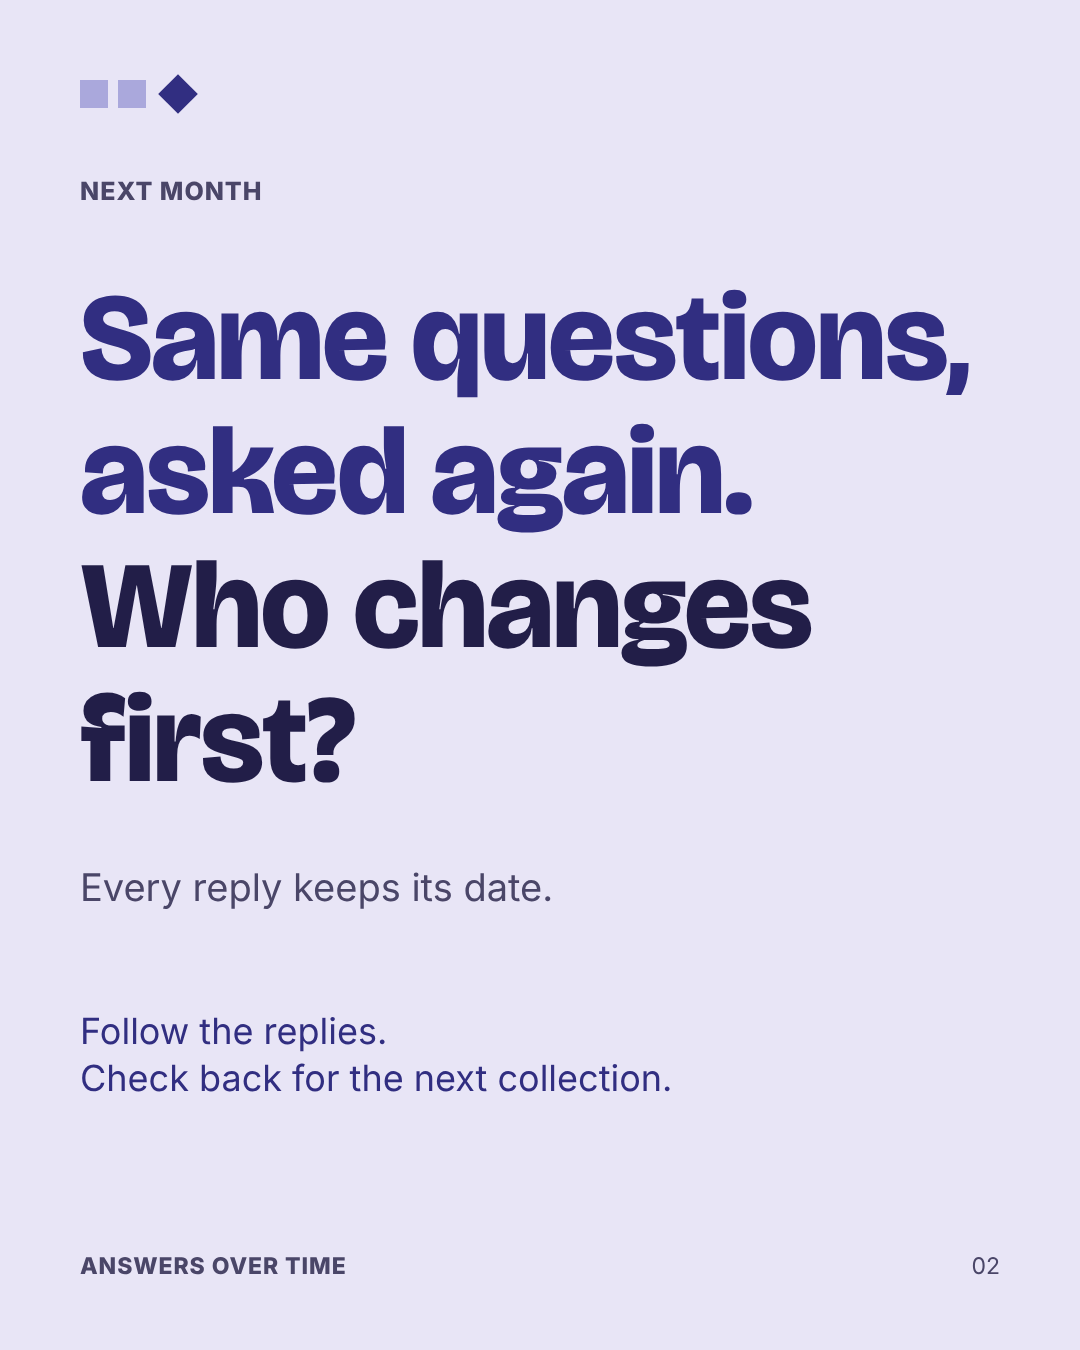 NEXT MONTH
Same questions,
asked again.
Who changes
first?
Every reply keeps its date.
Follow the replies.
Check back for the next collection.
ANSWERS OVER TIME
02